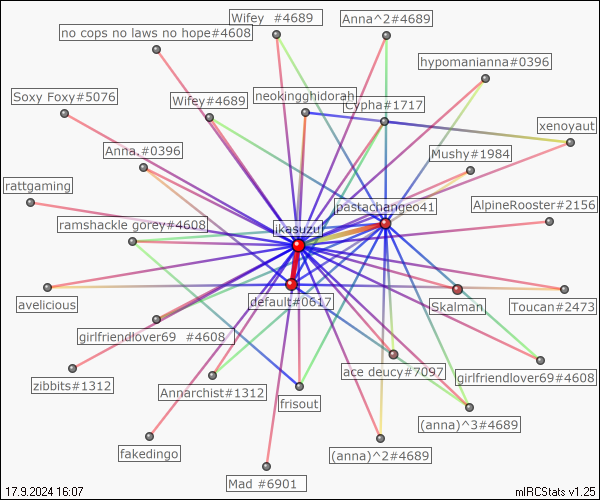 Wifey  #4689
Anna^2#4689
no cops no laws no hope#4608
hypomanianna#0396
Soxy Foxy#5076
Wifey#4689
neokingghidorah
Cypha#1717
xenoyaut
Anna.#0396
Mushy#1984
rattgaming
jpastachangeo41
AlpineRooster#2156
ramshackle gorey#4608
ikasuzu
default#0617
avelicious
Skalman
Toucan#2473
girlfriendlover69  #4608
ace deucy#7097
girlfriendlover69#4608
zibbits#1312
Annarchist#1312
frisout
(anna)^3#4689
fakedingo
(anna)^2#4689
Mad #6901
17.9.2024 16:07
mIRCStats v1.25